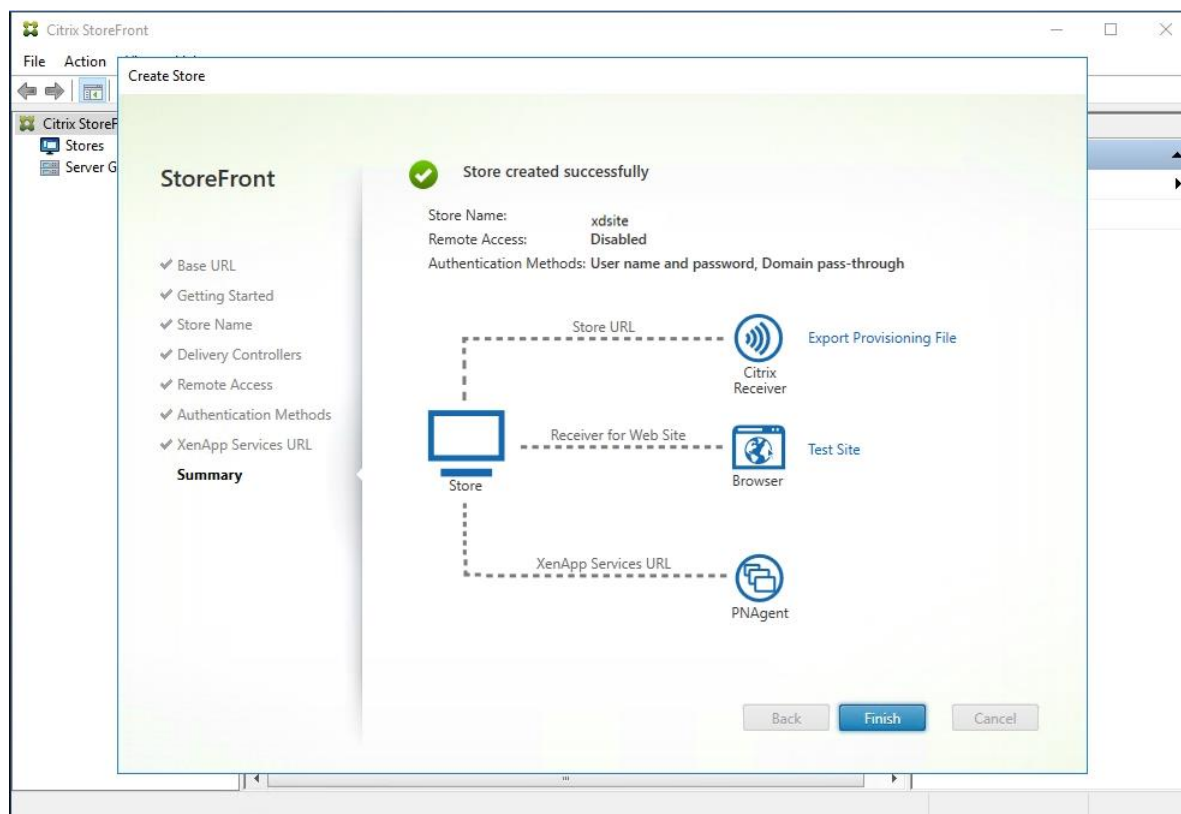 Citrix StoreFront
File Action
Create Store
Citrix StoreF
Stores
Server G
StoreFront
Base URL
Getting Started
Store Name
Delivery Controllers
Remote Access
Authentication Methods
XenApp Services URL
Summary
Store created successfully
Store Name: xdsite
Remote Access: Disabled
Authentication Methods: User name and password, Domain pass-through
Store URL
Citrix
Receiver
Export Provisioning File
Store
Receiver for Web Site
Browser
Test Site
XenApp Services URL
PNAgent
Back Finish Cancel